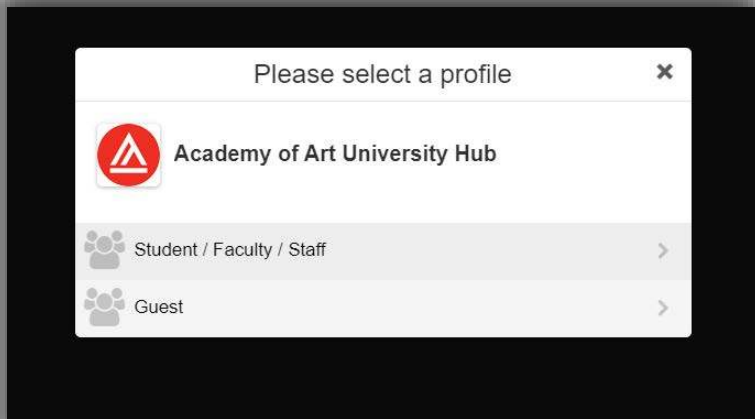 Please select a profile
Academy of Art University Hub
Student / Faculty / Staff
Guest